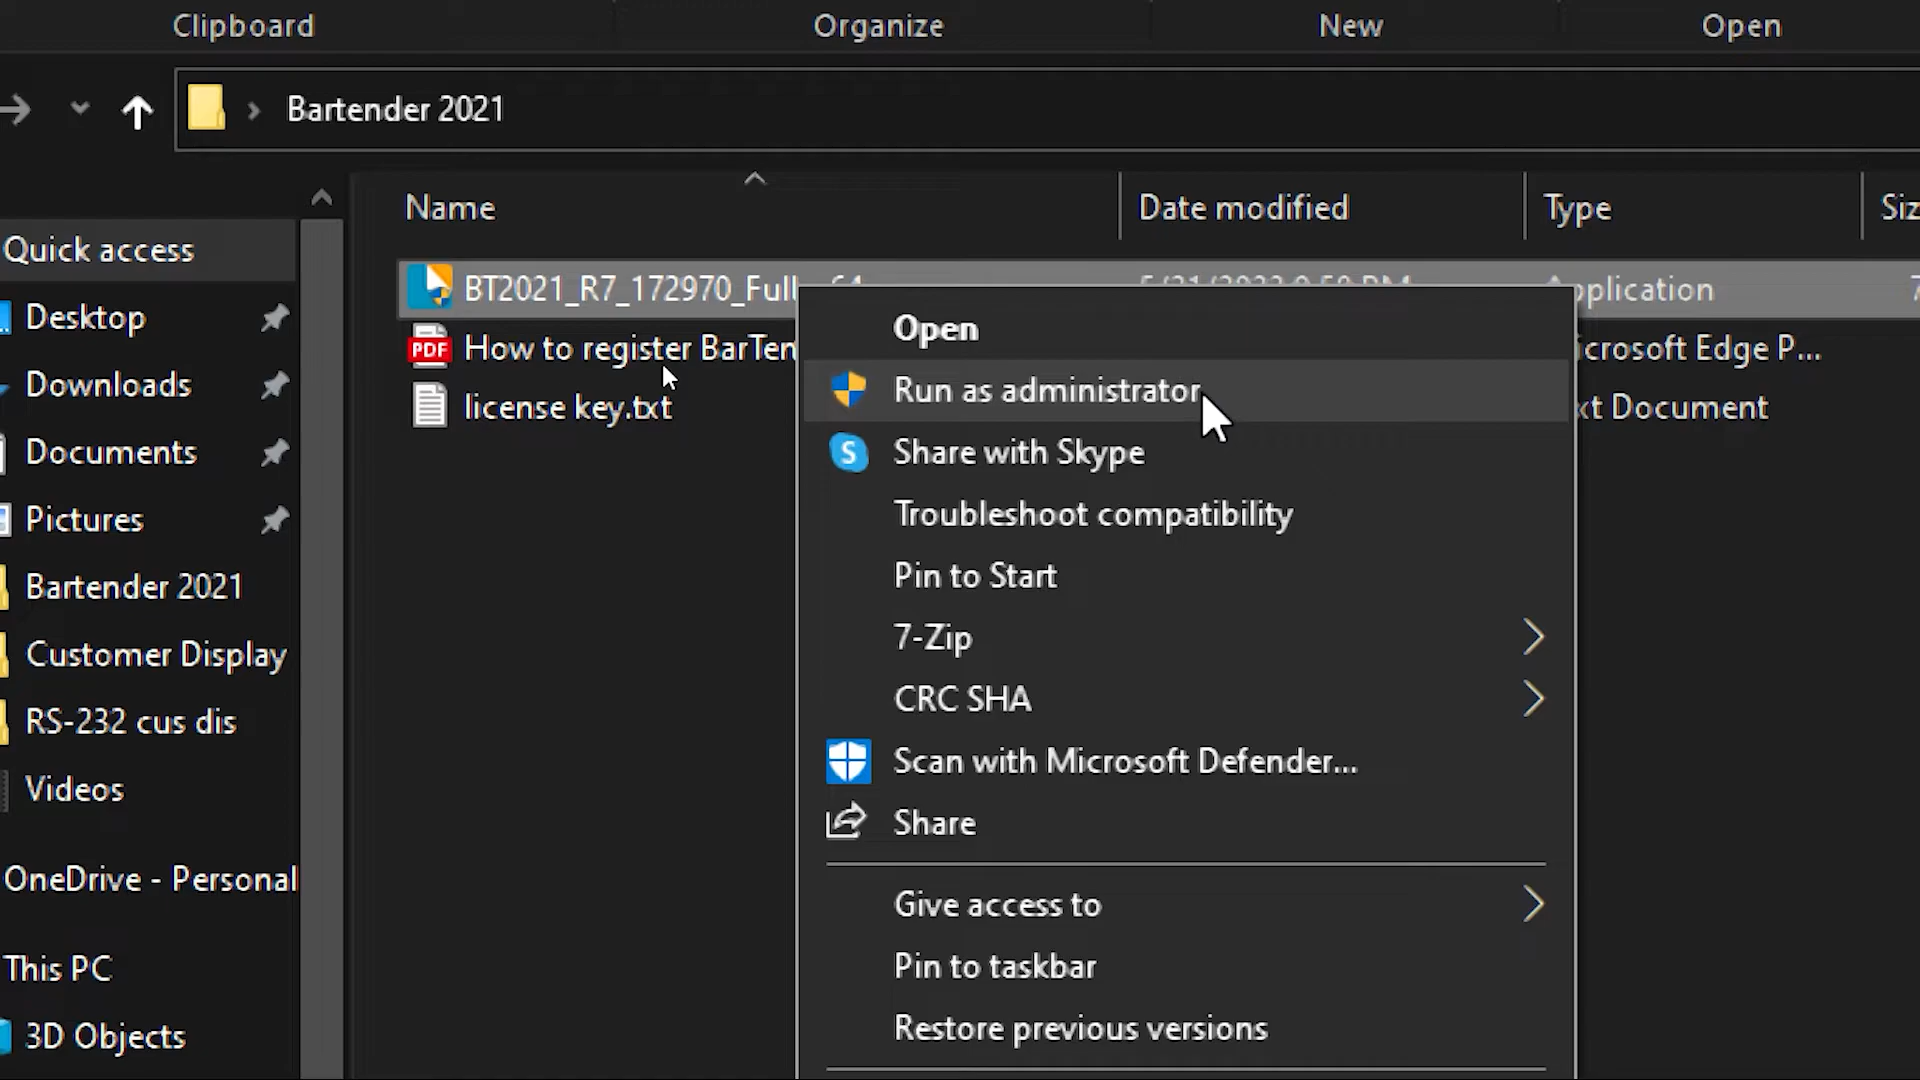 Clipboard
Organize
New
Open
Bartender 2021
Name
Date modified
Type
Quick access
BT2021_R7_172970_Full
Desktop
How to register BarTen
icrosoft Edge P...
Downloads
license key.txt
xt Document
Documents
Pictures
Bartender 2021
Customer Display
RS-232 cus dis
Videos
OneDrive - Personal
This PC
3D Objects
Open
Run as administrator
Share with Skype
Troubleshoot compatibility
Pin to Start
7-Zip
CRC SHA
Scan with Microsoft Defender...
Share
Give access to
Pin to taskbar
Restore previous versions